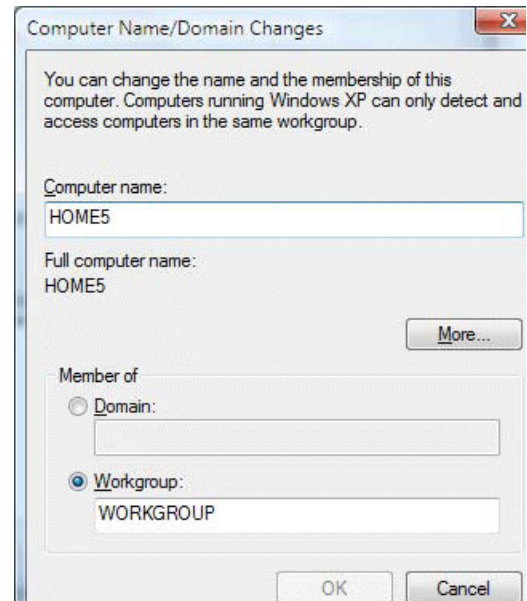 Computer Name/Domain Changes
You can change the name and the membership of this
computer. Computers running Windows XP can only detect and
access computers in the same workgroup.
Computer name:
HOME5
Full computer name:
HOME5
More...
Member of
Domain:
Workgroup:
WORKGROUP
OK
Cancel